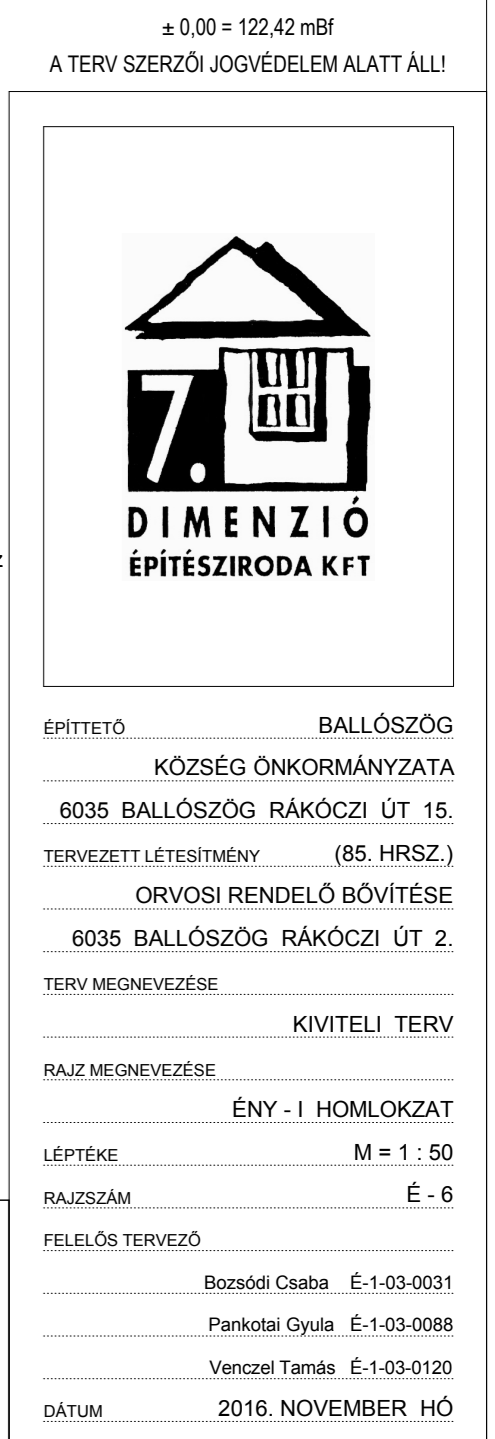 ± 0,00 = 122,42 mBf
A TERV SZERZŐI JOGVÉDELEM ALATT ÁLL!
7.
DIMENZIÓ
ÉPÍTÉSZIRODA KFT
z
ÉPÍTTETŐ BALLÓSZÖG
KÖZSÉG ÖNKORMÁNYZATA
6035 BALLÓSZÖG RÁKÓCZI ÚT 15.
TERVEZETT LÉTESÍTMÉNY (85. HRSZ.)
ORVOSI RENDELŐ BŐVÍTÉSE
6035 BALLÓSZÖG RÁKÓCZI ÚT 2.
TERV MEGNEVEZÉSE
KIVITELI TERV
RAJZ MEGNEVEZÉSE
ÉNY - I HOMLOKZAT
LÉPTÉKE M = 1 : 50
RAJZSZÁM É - 6
FELELŐS TERVEZŐ
Bozsódi Csaba É-1-03-0031
Pankotai Gyula É-1-03-0088
Venczel Tamás É-1-03-0120
DÁTUM 2016. NOVEMBER HÓ